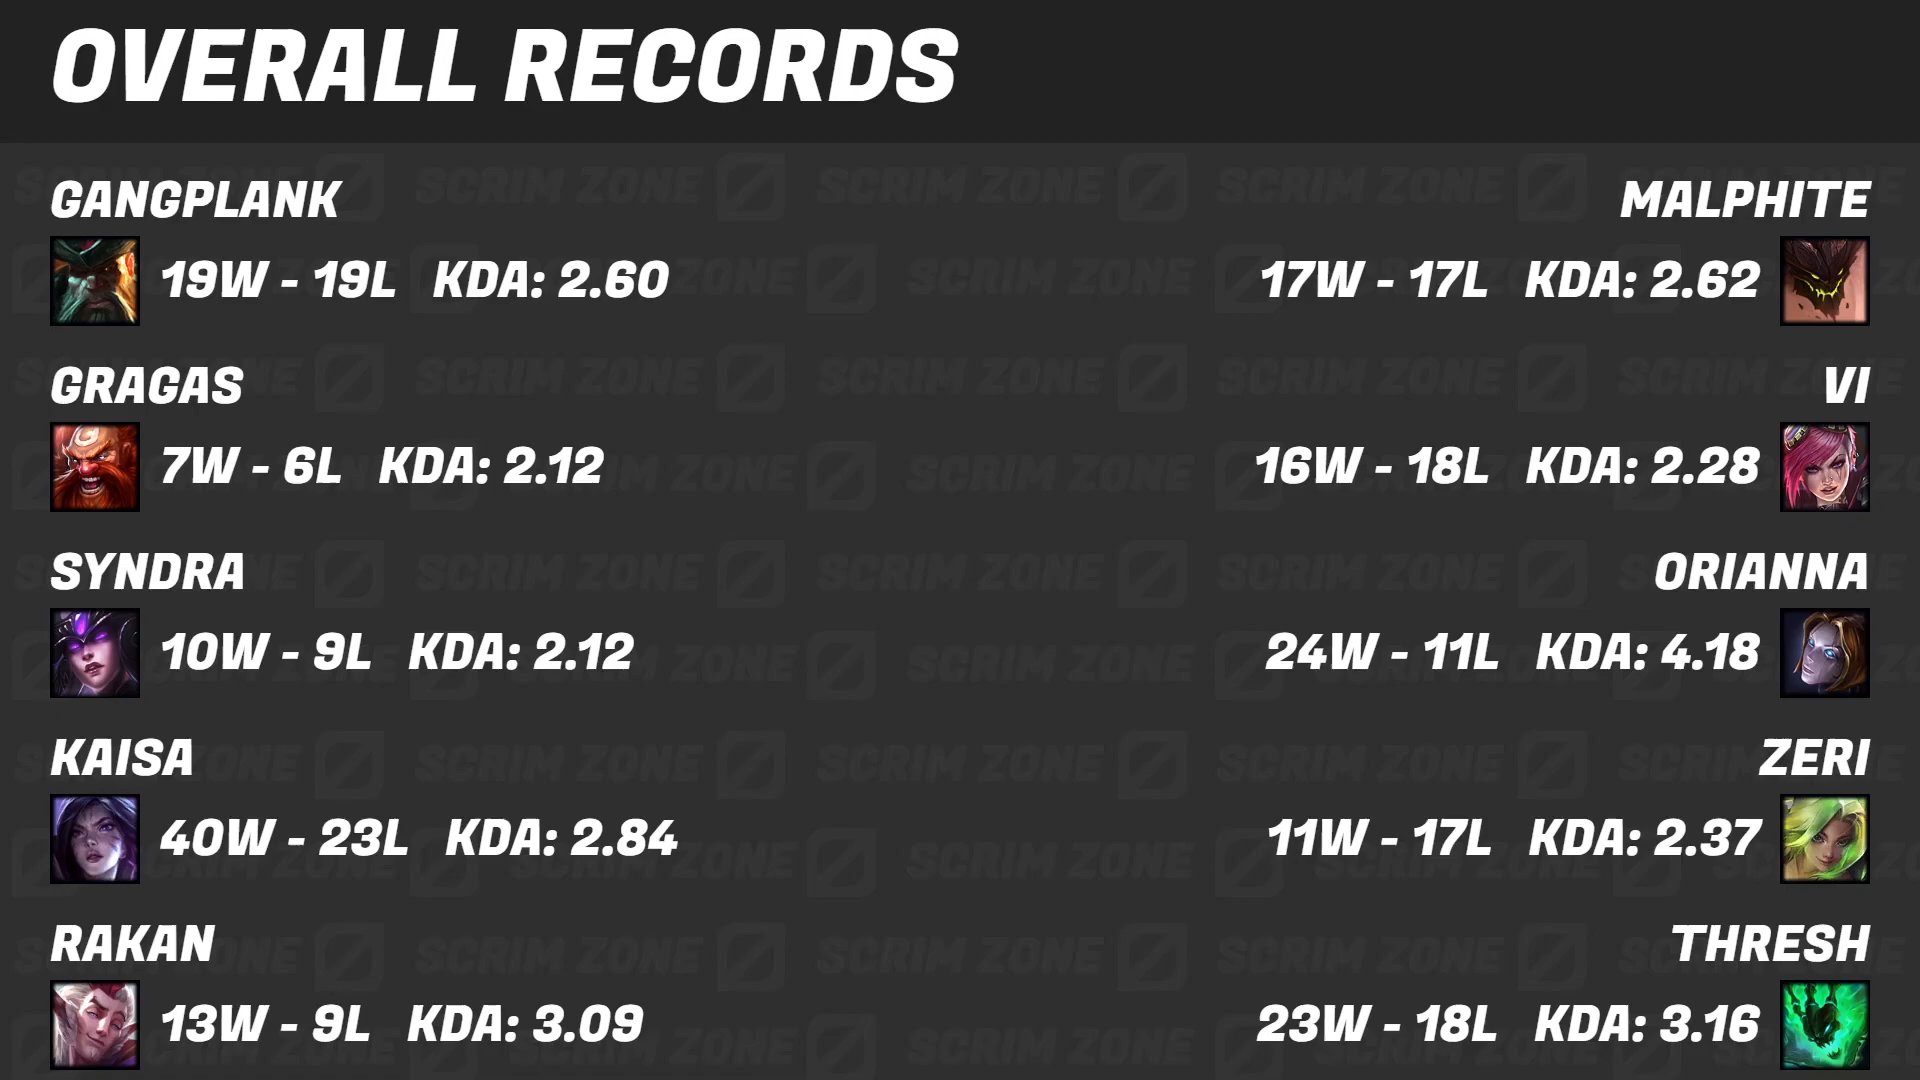 OVERALL RECORDS
GANGPLANK
19W - 19L KDA: 2.60
MALPHITE
17W - 17L KDA: 2.62
GRAGAS
7W - 6L KDA: 2.12
VI
16W - 18L KDA: 2.28
SYNDRA
10W - 9L KDA: 2.12
ORIANNA
24W - 11L KDA: 4.18
KAISA
40W - 23L KDA: 2.84
ZERI
11W - 17L KDA: 2.37
RAKAN
13W - 9L KDA: 3.09
THRESH
23W - 18L KDA: 3.16
SCRIM ZONE